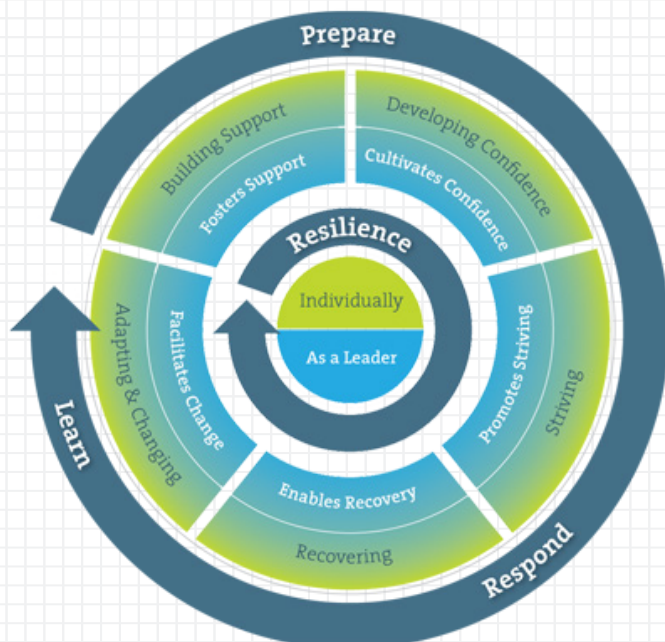 Prepare
Building Support
Developing Confidence
Fosters Support
Cultivates Confidence
Resilience
Individually
As a Leader
Adapting & Changing
Facilitates Change
Promotes Striving
Striving
Learn
Enables Recovery
Recovering
Respond